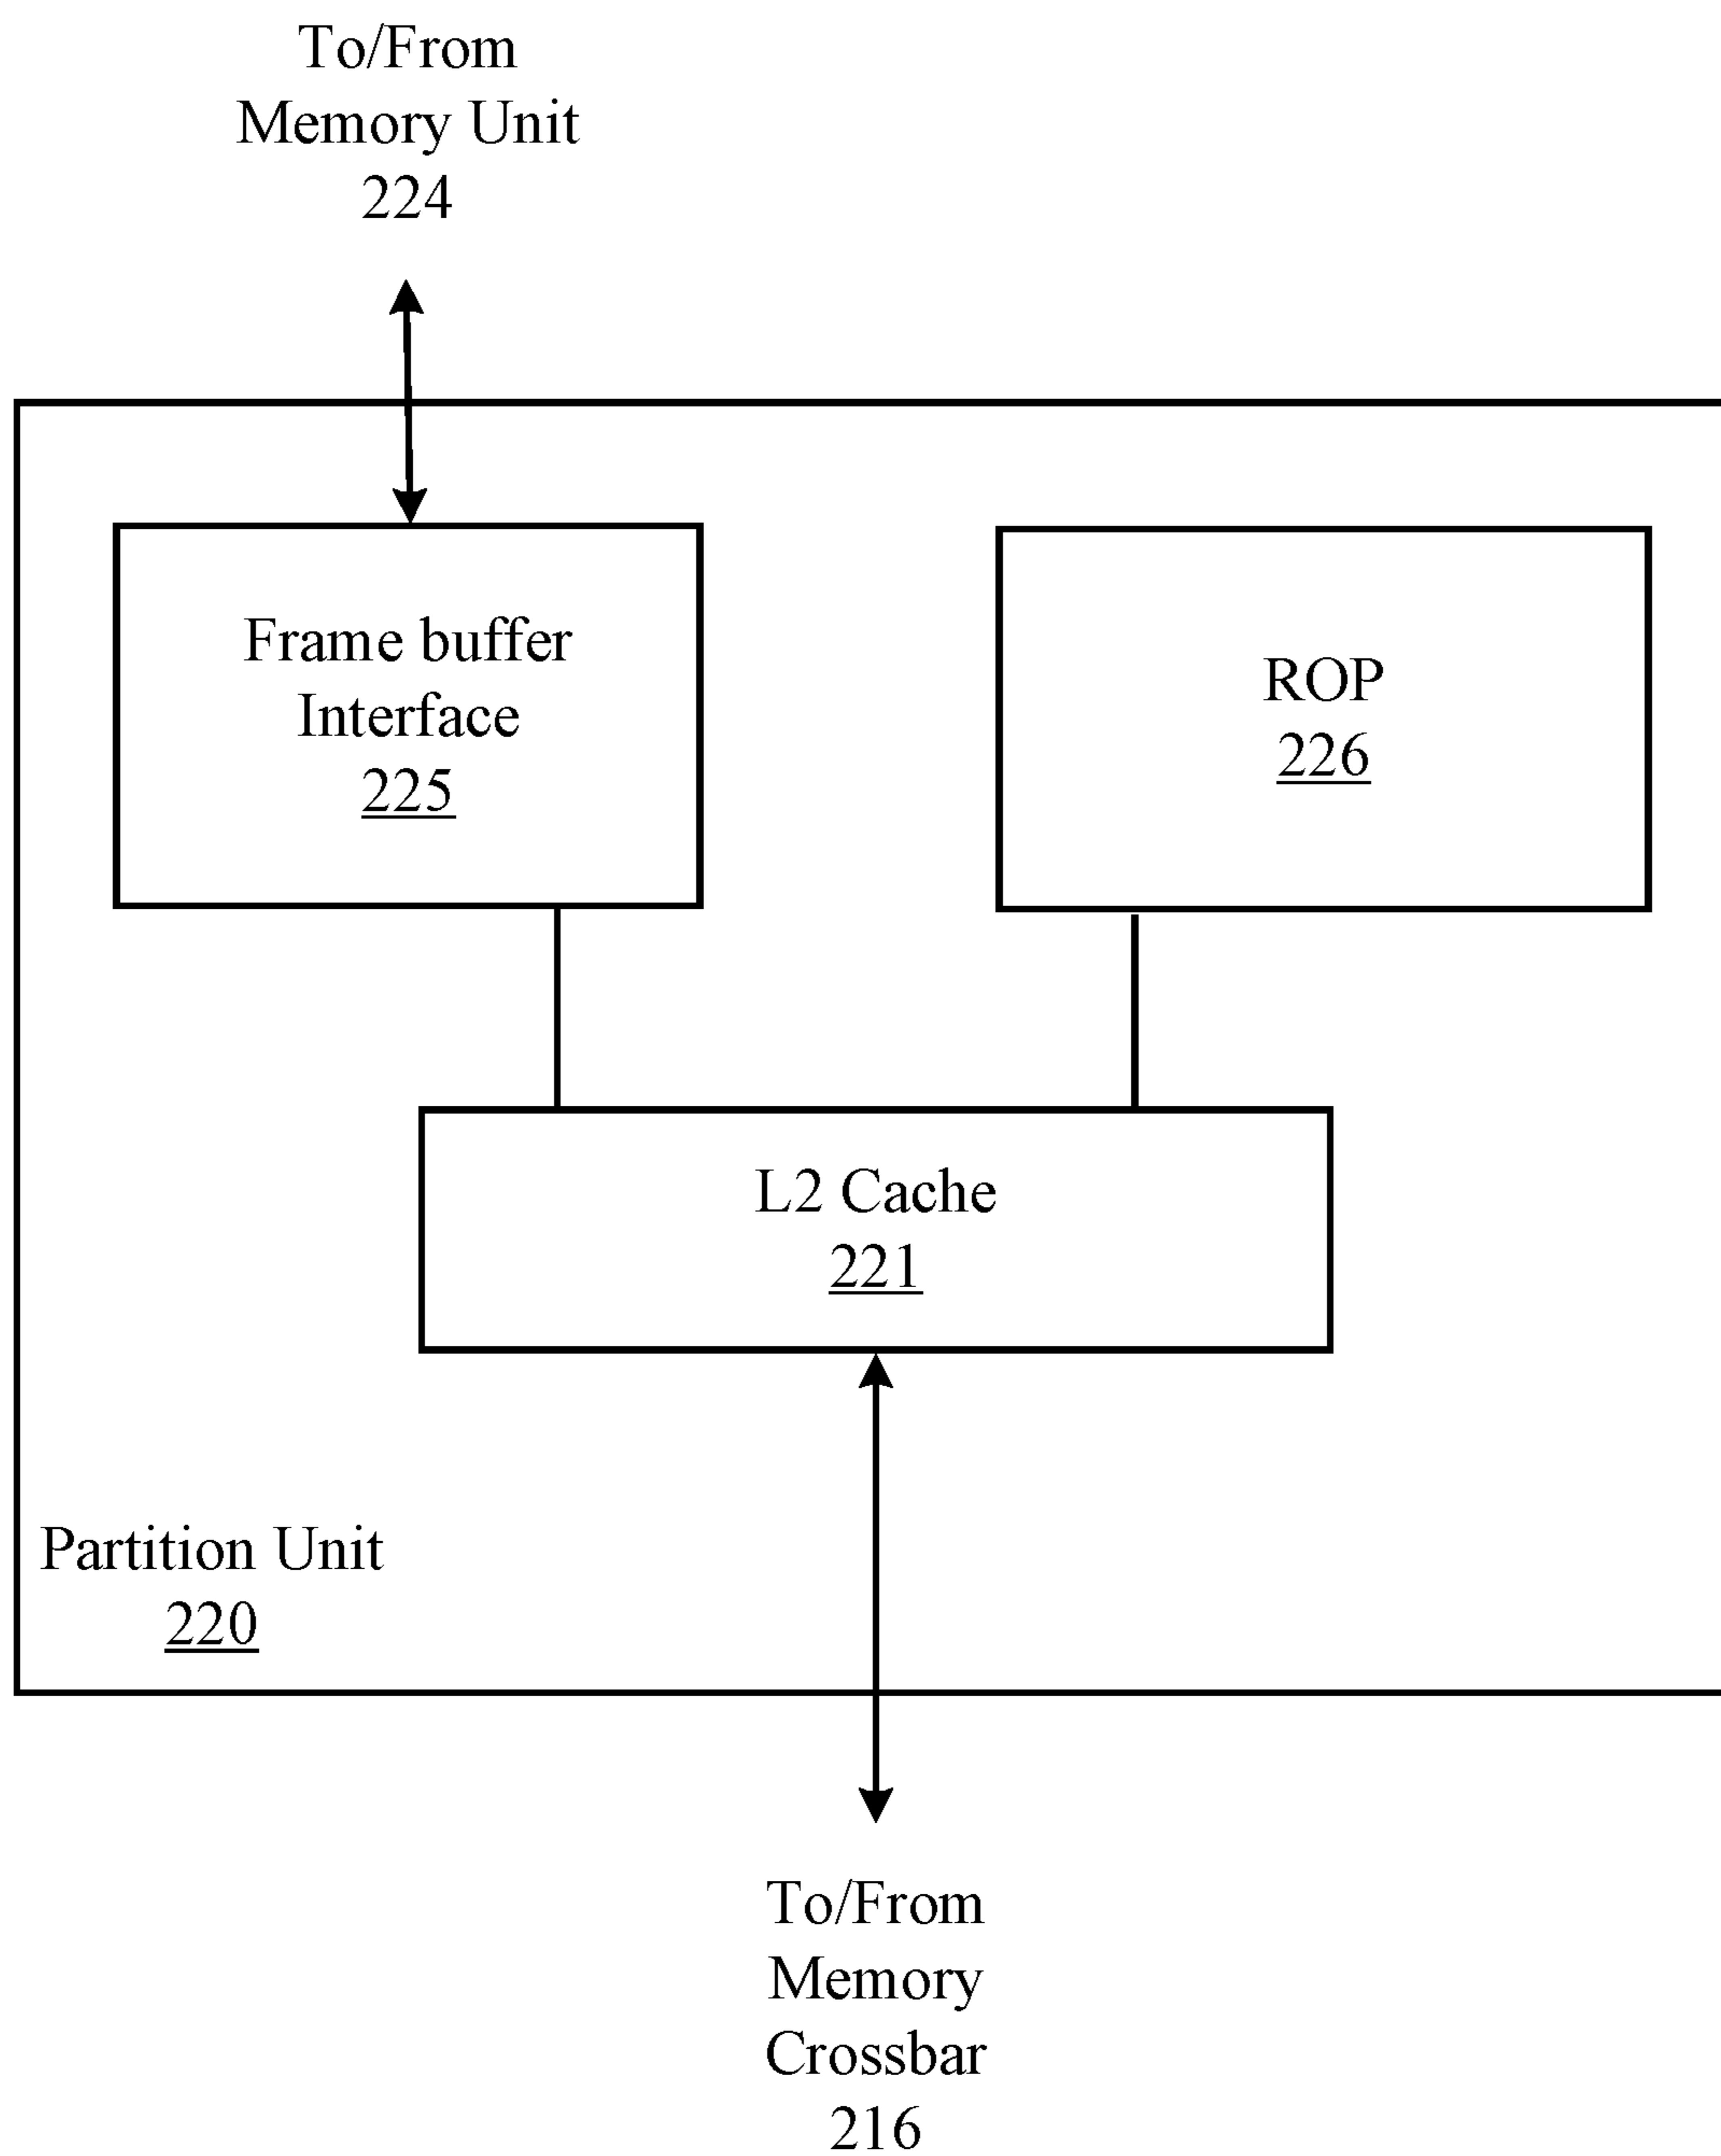 To/From
Memory Unit
224
Frame buffer
Interface
225
ROP
226
L2 Cache
221
Partition Unit
220
To/From
Memory
Crossbar
216